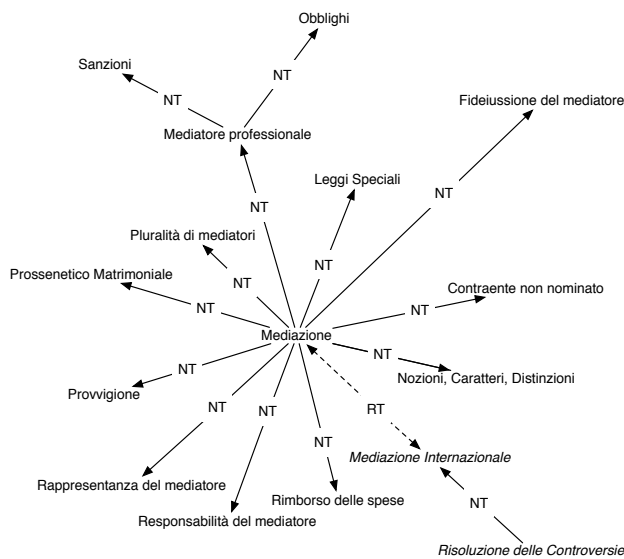 Obblighi
Sanzioni
NT
NT
Fideiussione del mediatore
Mediatore professionale
Leggi Speciali
NT
NT
Pluralità di mediatori
NT
Prossenetico Matrimoniale
NT
Contraente non nominato
NT
NT
Mediazione
NT
NT
Nozioni, Caratteri, Distinzioni
Provvigione
NT
NT
RT
NT
Mediazione Internazionale
Rappresentanza del mediatore
Rimborso delle spese
NT
Responsabilità del mediatore
Risoluzione delle Controversie